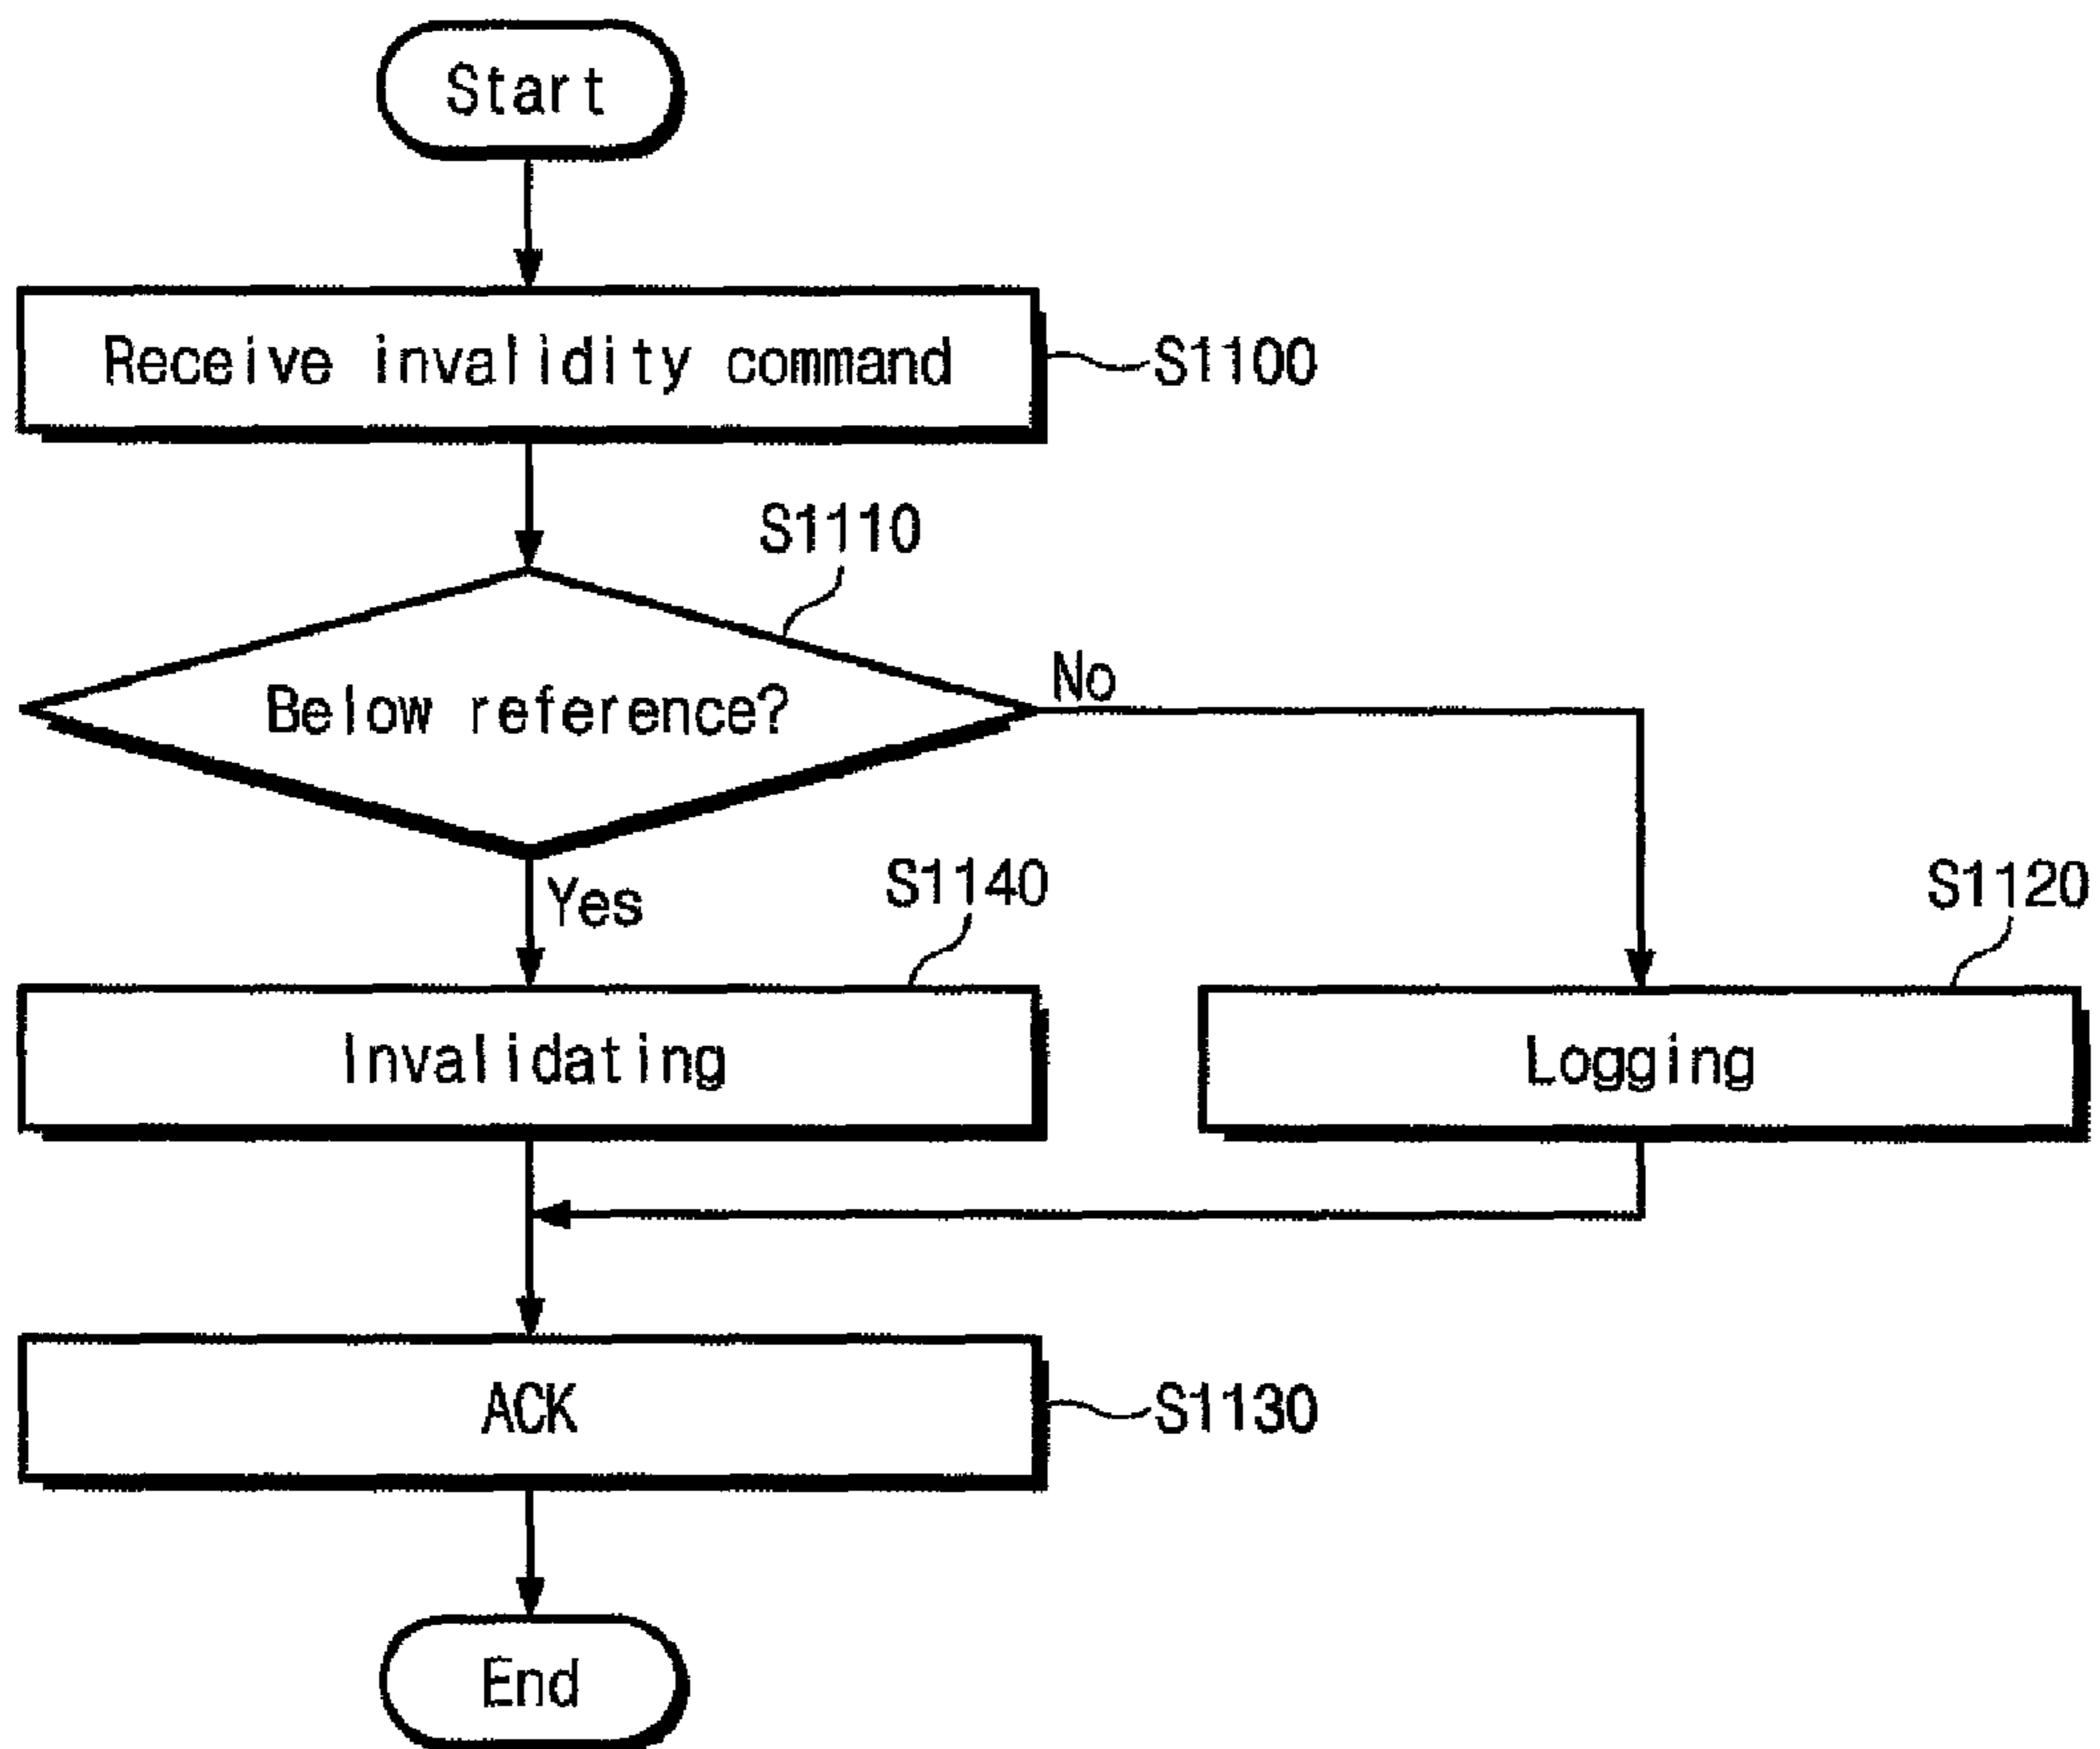 Start
Receive invalidity command
S1100
S1110
Below reference?
No
Yes
S1140
S1120
Invalidating
Logging
ACK
S1130
End